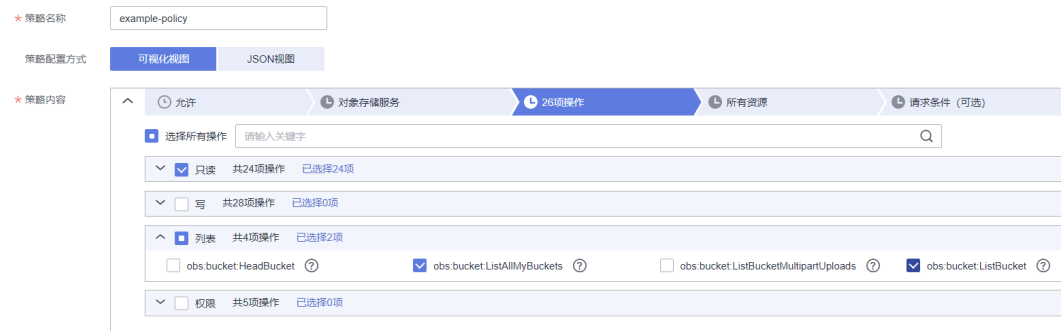 * 策略名称 example-policy
策略配置方式 可视化视图 JSON视图
* 策略内容 允许 对象存储服务 26项操作 所有资源 请求条件（可选）
选择所有操作 请输入关键字
只读 共24项操作 已选择24项
写 共28项操作 已选择0项
列表 共4项操作 已选择2项
obs:bucket:HeadBucket obs:bucket:ListAllMyBuckets obs:bucket:ListBucketMultipartUploads obs:bucket:ListBucket
权限 共5项操作 已选择0项